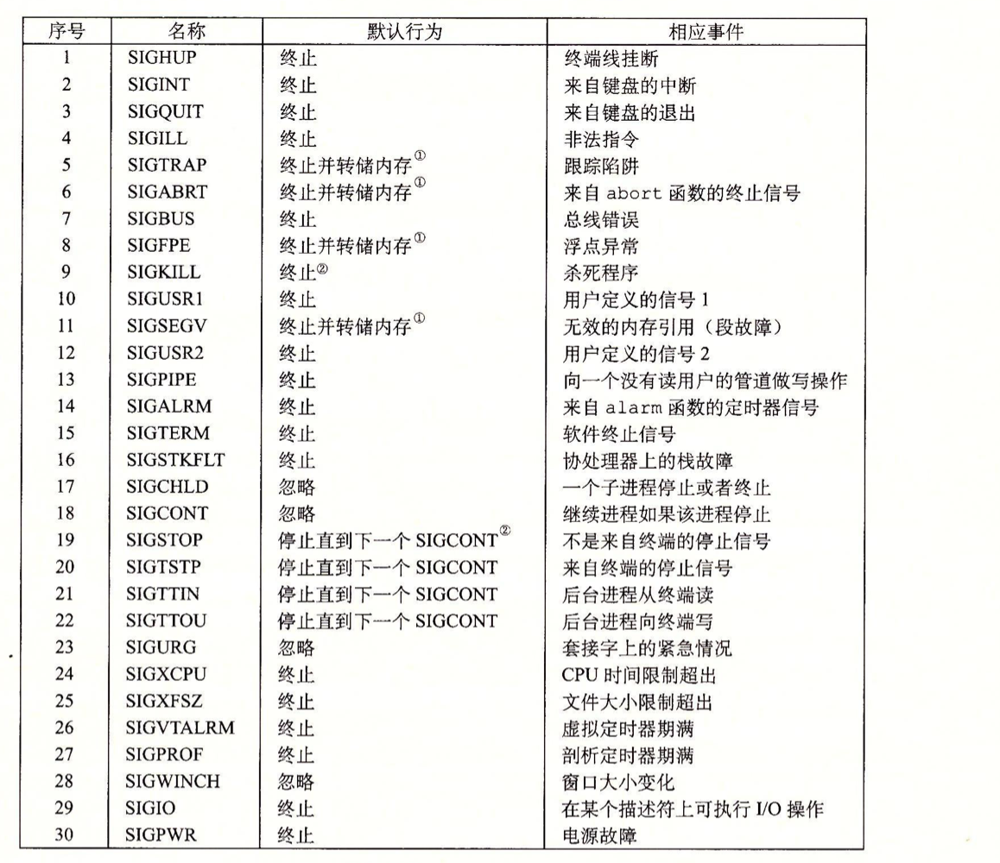 序号 名称 默认行为 相应事件
1 SIGHUP 终止 终端线挂断
2 SIGINT 终止 来自键盘的中断
3 SIGQUIT 终止 来自键盘的退出
4 SIGILL 终止 非法指令
5 SIGTRAP 终止并转储内存① 跟踪陷阱
6 SIGABRT 终止并转储内存① 来自 abort 函数的终止信号
7 SIGBUS 终止 总线错误
8 SIGFPE 终止并转储内存① 浮点异常
9 SIGKILL 终止② 杀死程序
10 SIGUSR1 终止 用户定义的信号 1
11 SIGSEGV 终止并转储内存① 无效的内存引用（段故障）
12 SIGUSR2 终止 用户定义的信号 2
13 SIGPIPE 终止 向一个没有读用户的管道做写操作
14 SIGALRM 终止 来自 alarm 函数的定时器信号
15 SIGTERM 终止 软件终止信号
16 SIGSTKFLT 终止 协处理器上的栈故障
17 SIGCHLD 忽略 一个子进程停止或者终止
18 SIGCONT 忽略 继续进程如果该进程停止
19 SIGSTOP 停止直到下一个 SIGCONT② 不是来自终端的停止信号
20 SIGTSTP 停止直到下一个 SIGCONT 来自终端的停止信号
21 SIGTTIN 停止直到下一个 SIGCONT 后台进程从终端读
22 SIGTTOU 停止直到下一个 SIGCONT 后台进程向终端写
23 SIGURG 忽略 套接字上的紧急情况
24 SIGXCPU 终止 CPU 时间限制超出
25 SIGXFSZ 终止 文件大小限制超出
26 SIGVTALRM 终止 虚拟定时器期满
27 SIGPROF 终止 剖析定时器期满
28 SIGWINCH 忽略 窗口大小变化
29 SIGIO 终止 在某个描述符上可执行 I/O 操作
30 SIGPWR 终止 电源故障